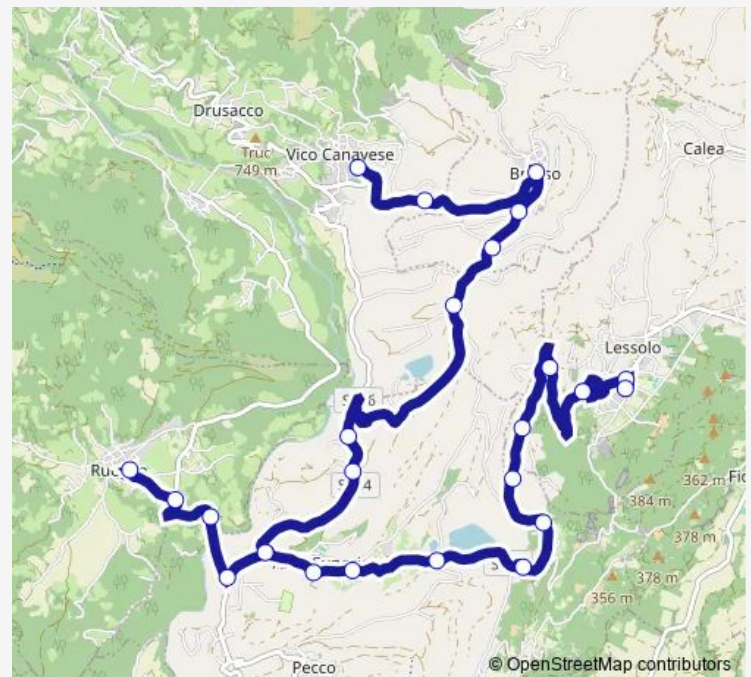 Drusacco
Truc
749 m
Vico Canavese
Calea
Lessolo
362 m
384 m
378 m
378 m
356 m
Pecco
© OpenStreetMap contributors